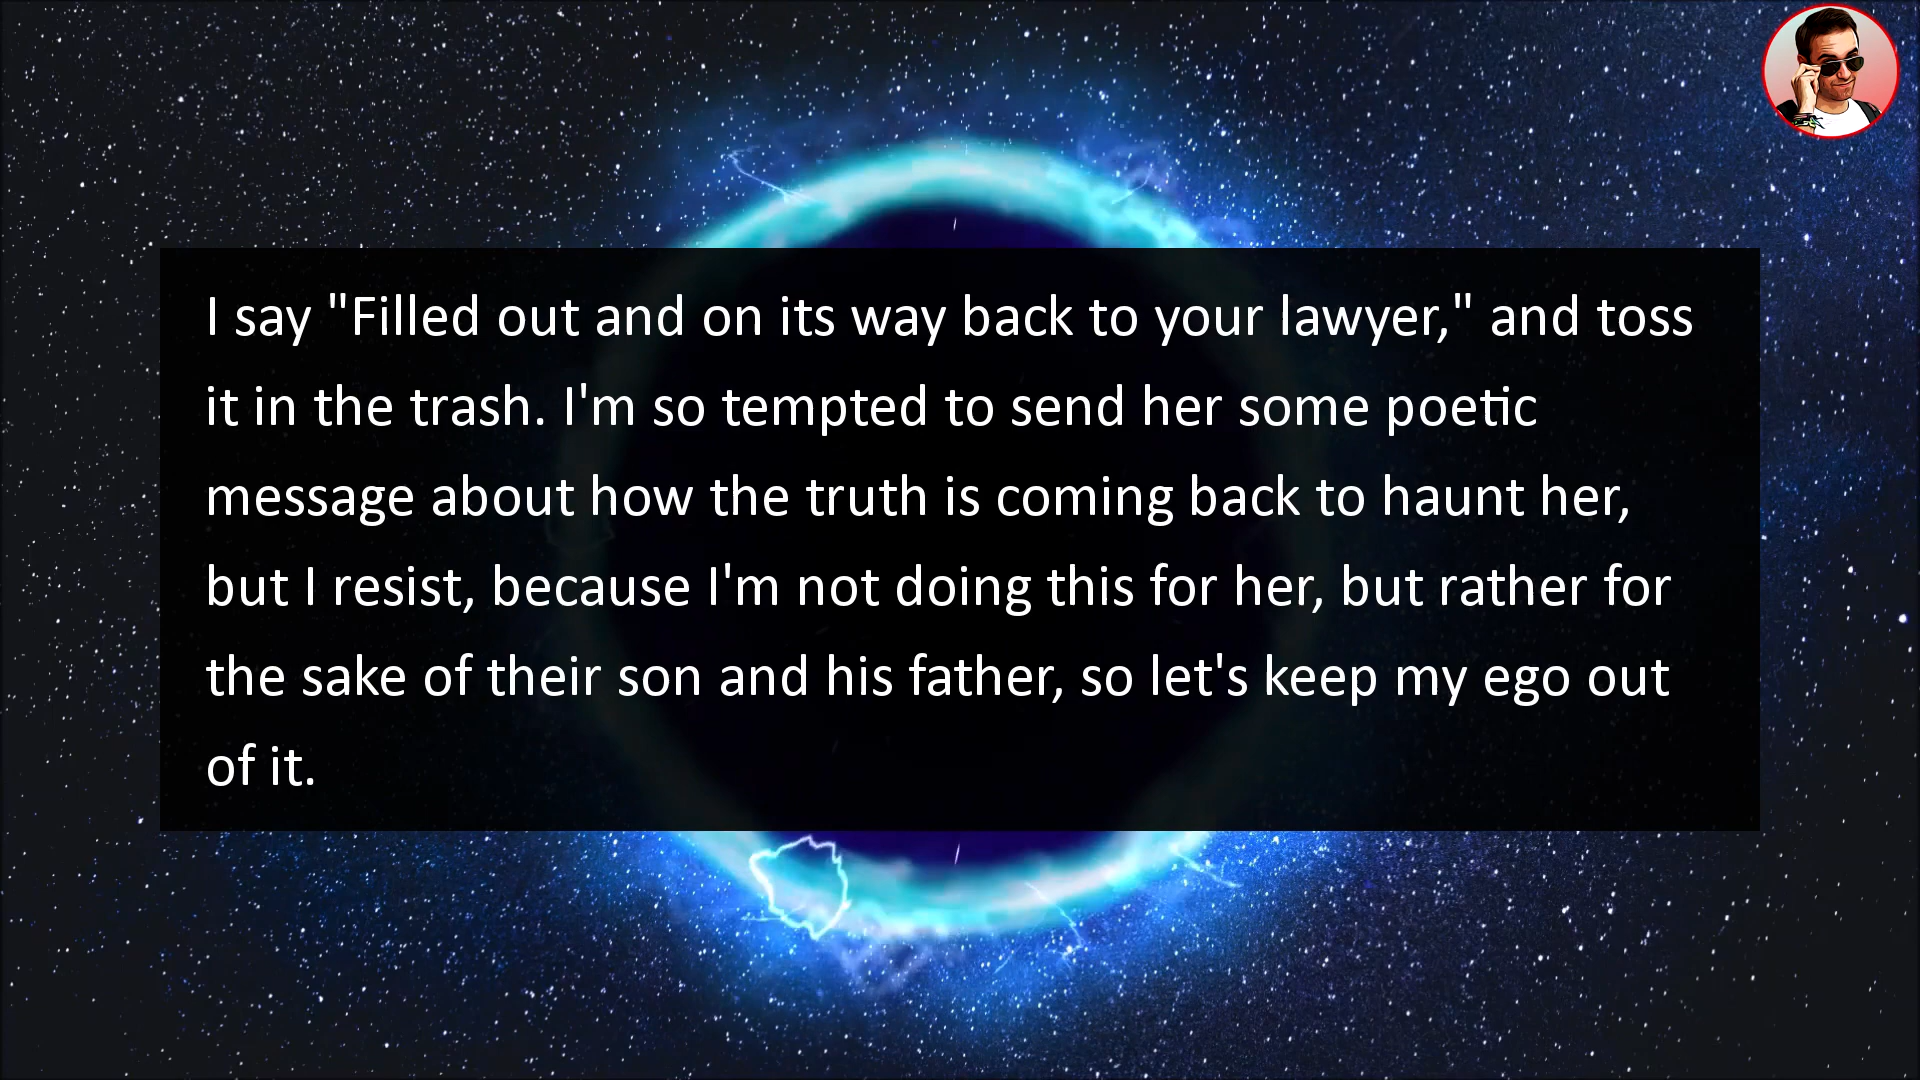 I say "Filled out and on its way back to your lawyer," and toss
it in the trash. I'm so tempted to send her some poetic
message about how the truth is coming back to haunt her,
but I resist, because I'm not doing this for her, but rather for
the sake of their son and his father, so let's keep my ego out
of it.